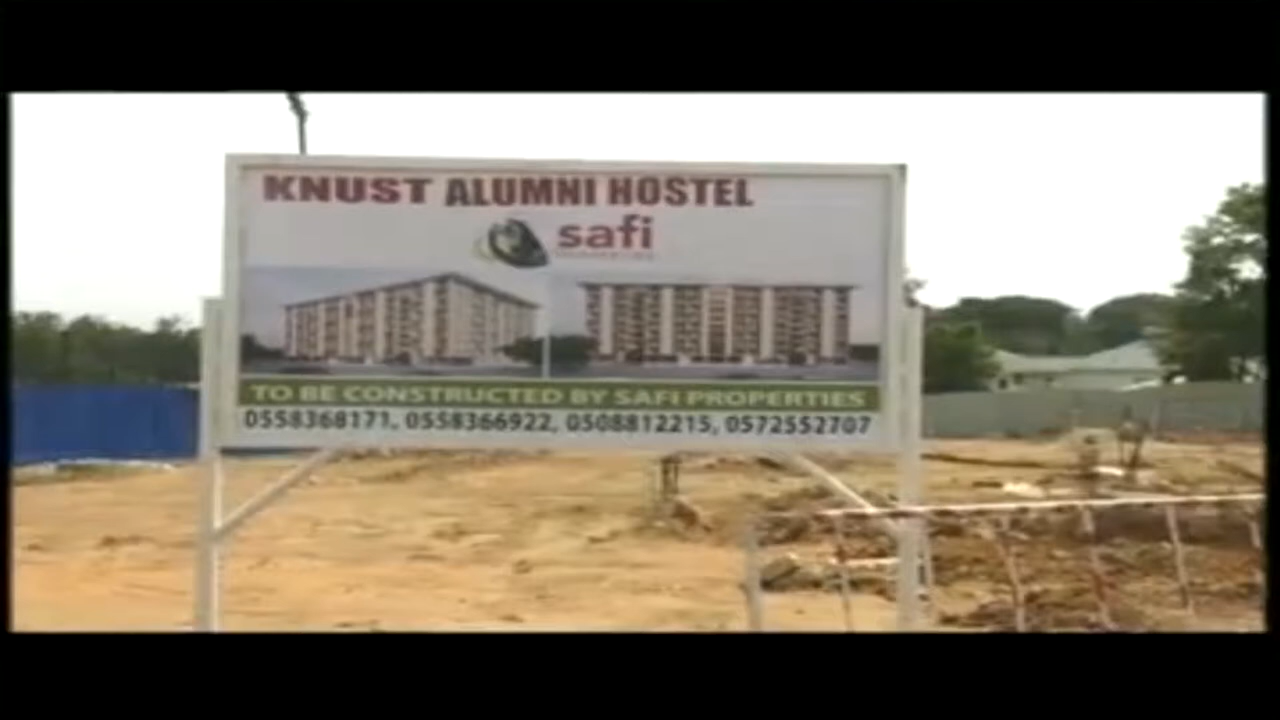 KNUST ALUMNI HOSTEL
safi
TO BE CONSTRUCTED BY SAFI PROPERTIES
0558368171, 0558366922, 0508812215, 0572552707